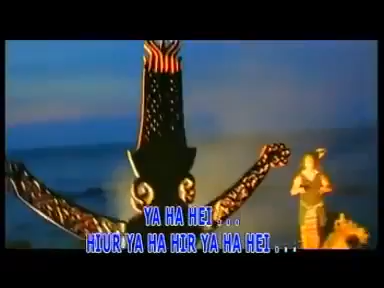 YA HA HEI . . .
HIUR YA HA HIR YA HA HEI . . .